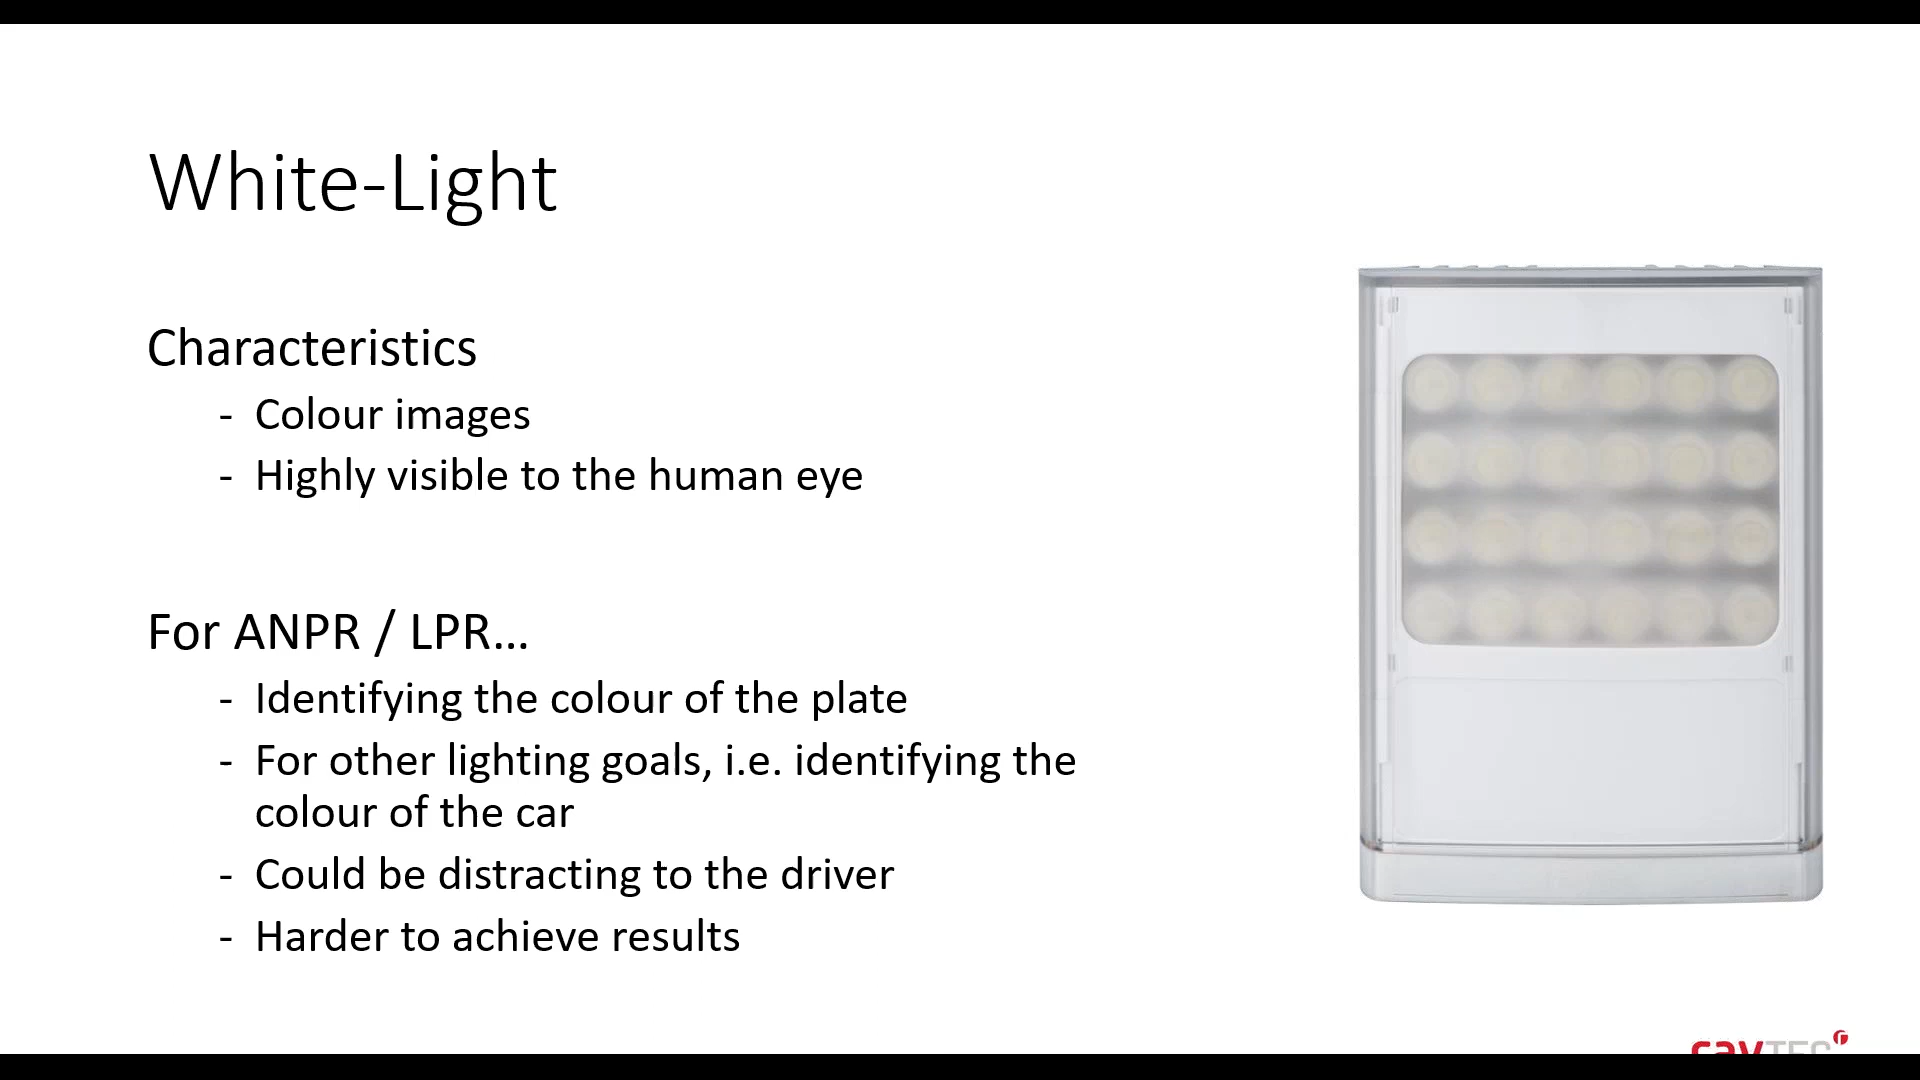 White-Light
Characteristics
- Colour images
- Highly visible to the human eye
For ANPR / LPR...
- Identifying the colour of the plate
- For other lighting goals, i.e. identifying the
colour of the car
- Could be distracting to the driver
- Harder to achieve results
rayTEC